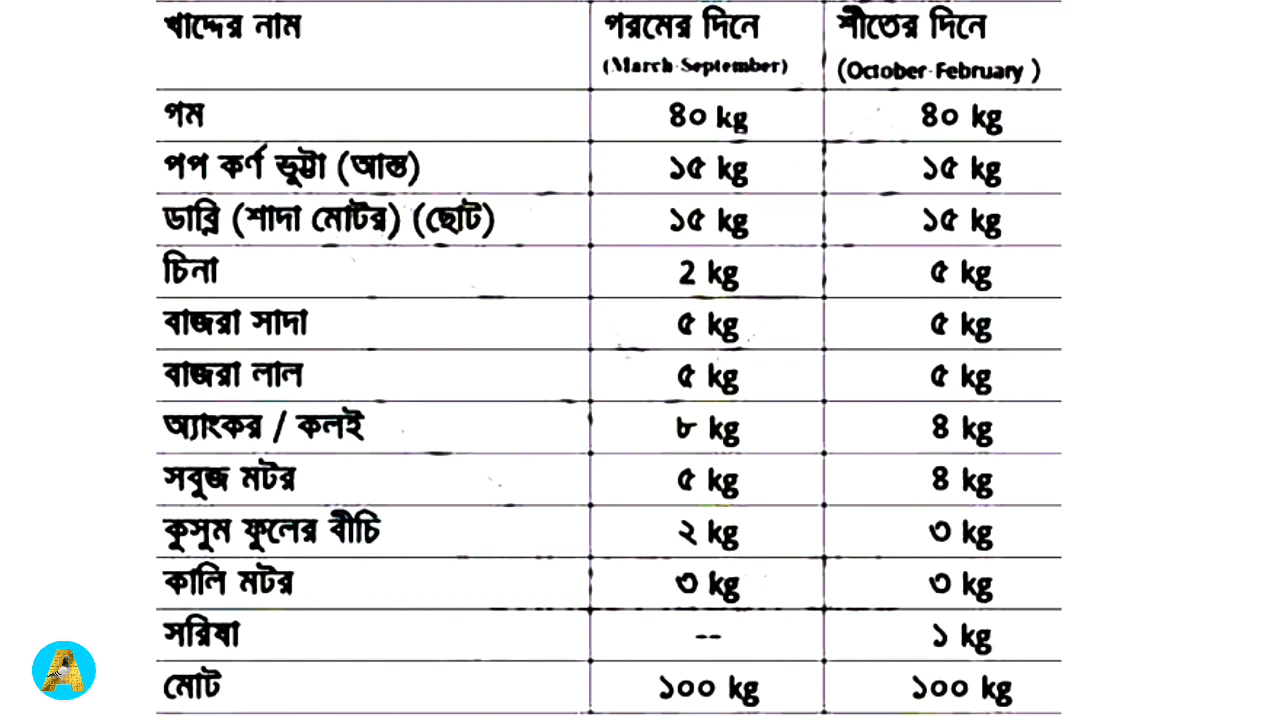 খাদ্দের নাম গরমের দিনে শীতের দিনে
(March-September) (October-February )
গম ৪০ kg ৪০ kg
পপ কর্ণ ভুট্টা (আস্ত) ১৫ kg ১৫ kg
ডাব্লি (শাদা মোটর) (ছোট) ১৫ kg ১৫ kg
চিনা 2 kg ৫ kg
বাজরা সাদা ৫ kg ৫ kg
বাজরা লাল ৫ kg ৫ kg
অ্যাংকর / কলই ৮ kg ৪ kg
সবুজ মটর ৫ kg ৪ kg
কুসুম ফুলের বীচি ২ kg ৩ kg
কালি মটর ৩ kg ৩ kg
সরিষা -- ১ kg
মোট ১০০ kg ১০০ kg
A